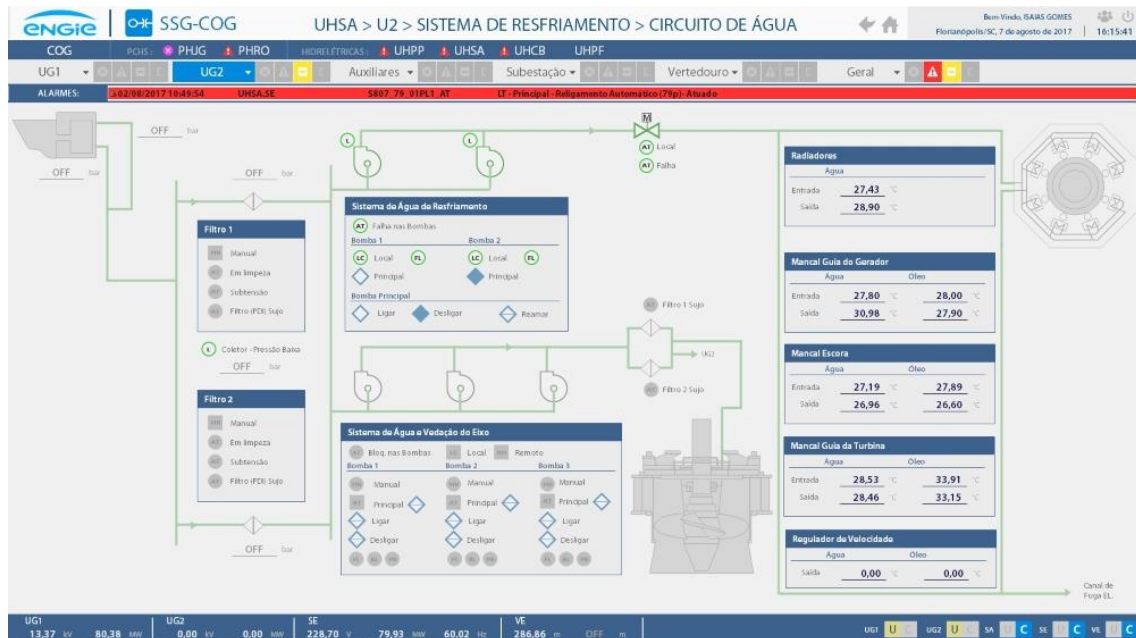 ENGIE
SSG-COG
UHSA > U2 > SISTEMA DE RESFRIAMENTO > CIRCUITO DE ÁGUA
Bem Vindo, ISAIAS GOMES
Florianópolis/SC, 7 de agosto de 2017
16:15:41
COG PCHS: PHJG PHRO HIDRELÉTRICAS: UHPP UHSA UHCB UHPF
UG1 UG2 Auxiliares Subestação Vertedouro Geral
ALARMES: 02/08/2017 10:49:54 UHSA.SE S807_79_01PL1_AT LT - Principal - Religamento Automático (79p)- Atuado
OFF bar
OFF bar
OFF bar
Filtro 1
Manual
Em limpeza
Subtensão
Filtro (PDI) Sujo
L Coletor - Pressão Baixa
OFF bar
Filtro 2
Manual
Em limpeza
Subtensão
Filtro (PDI) Sujo
OFF bar
L L
Sistema de Água de Resfriamento
AT Falha nas Bombas
Bomba 1 Bomba 2
LC Local FL LC Local FL
Principal Principal
Bomba Principal
Ligar Desligar Rearmar
M
AT Local
AT Falha
Filtro 1 Sujo
UG2
Filtro 2 Sujo
Sistema de Água e Vedação do Eixo
Bloq. nas Bombas Local Remoto
Bomba 1 Bomba 2 Bomba 3
Manual Manual Manual
Principal Principal Principal
Ligar Ligar Ligar
Desligar Desligar Desligar
Radiadores
Água
Entrada 27,43 °C
Saída 28,90 °C
Mancal Guia do Gerador
Água Óleo
Entrada 27,80 °C 28,00 °C
Saída 30,98 °C 27,90 °C
Mancal Escora
Água Óleo
Entrada 27,19 °C 27,89 °C
Saída 26,96 °C 26,60 °C
Mancal Guia da Turbina
Água Óleo
Entrada 28,53 °C 33,91 °C
Saída 28,46 °C 33,15 °C
Regulador de Velocidade
Água Óleo
Saída 0,00 °C 0,00 °C
Canal de
Fuga EL.
UG1 UG2 SE VE
13,37 kV 80,38 MW 0,00 kV 0,00 MW 228,70 V 79,93 MW 60,02 Hz 286,86 m OFF m
UG1 U C UG2 U C SA U C SE U C VE U C